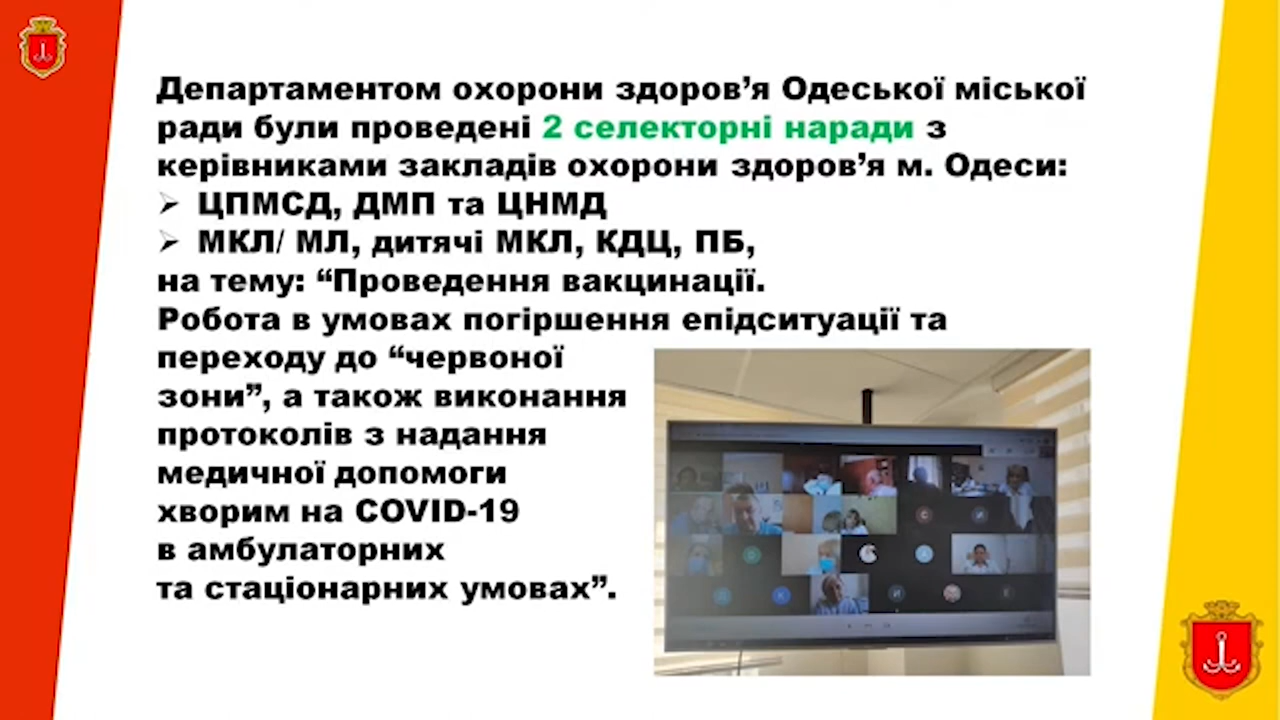 Департаментом охорони здоров’я Одеської міської
ради були проведені 2 селекторні наради з
керівниками закладів охорони здоров’я м. Одеси:
➢ ЦПМСД, ДМП та ЦНМД
➢ МКЛ/ МЛ, дитячі МКЛ, КДЦ, ПБ,
на тему: “Проведення вакцинації.
Робота в умовах погіршення епідситуації та
переходу до “червоної
зони”, а також виконання
протоколів з надання
медичної допомоги
хворим на COVID-19
в амбулаторних
та стаціонарних умовах”.